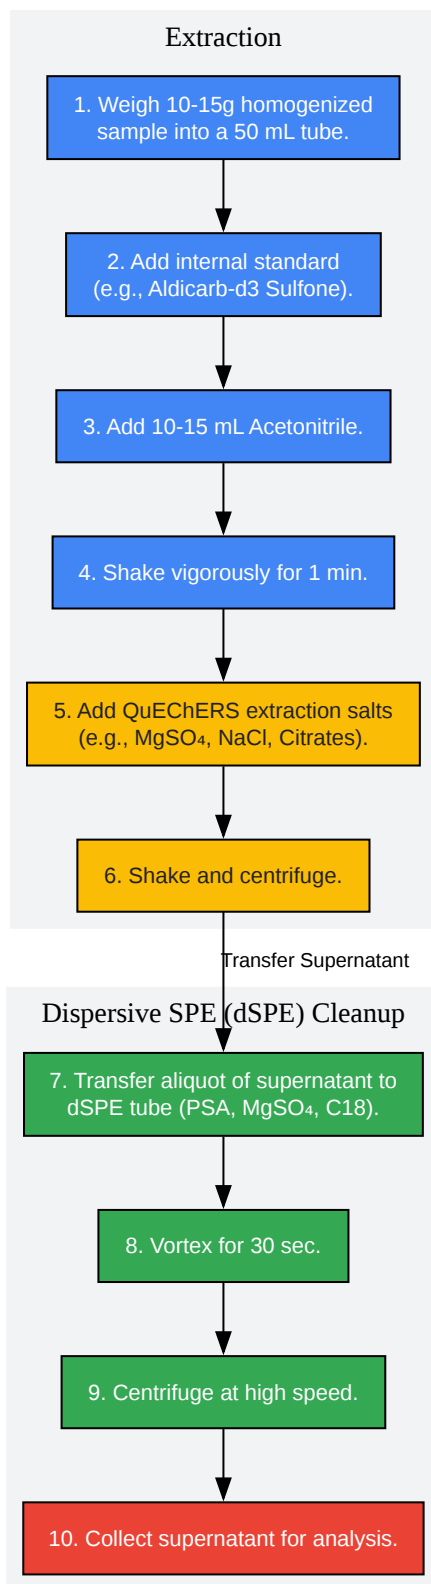 Extraction
1. Weigh 10-15g homogenized
sample into a 50 mL tube.
2. Add internal standard
(e.g., Aldicarb-d3 Sulfone).
3. Add 10-15 mL Acetonitrile.
4. Shake vigorously for 1 min.
5. Add QuEChERS extraction salts
(e.g., MgSO₄, NaCl, Citrates).
6. Shake and centrifuge.
Transfer Supernatant
Dispersive SPE (dSPE) Cleanup
7. Transfer aliquot of supernatant to
dSPE tube (PSA, MgSO₄, C18).
8. Vortex for 30 sec.
9. Centrifuge at high speed.
10. Collect supernatant for analysis.